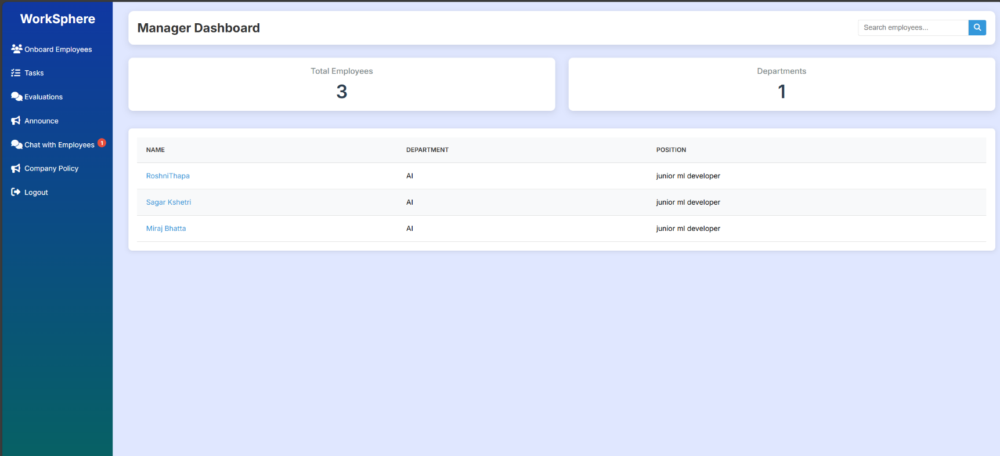 WorkSphere
Onboard Employees
Tasks
Evaluations
Announce
Chat with Employees 1
Company Policy
Logout
Manager Dashboard
Search employees...
Total Employees
3
Departments
1
NAME DEPARTMENT POSITION
RoshniThapa AI junior ml developer
Sagar Kshetri AI junior ml developer
Miraj Bhatta AI junior ml developer